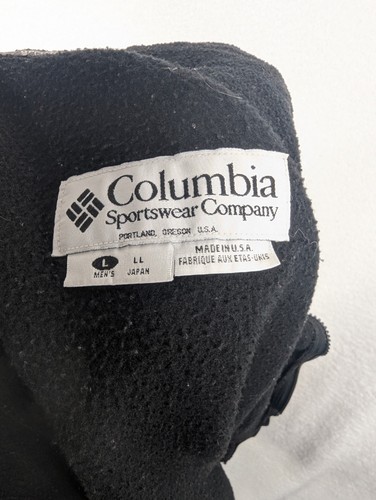 Columbia
Sportswear Company
PORTLAND, OREGON U.S.A.
L LL
MEN'S JAPAN
MADE IN U.S.A.
FABRIQUE AUX ETAS-UNIS